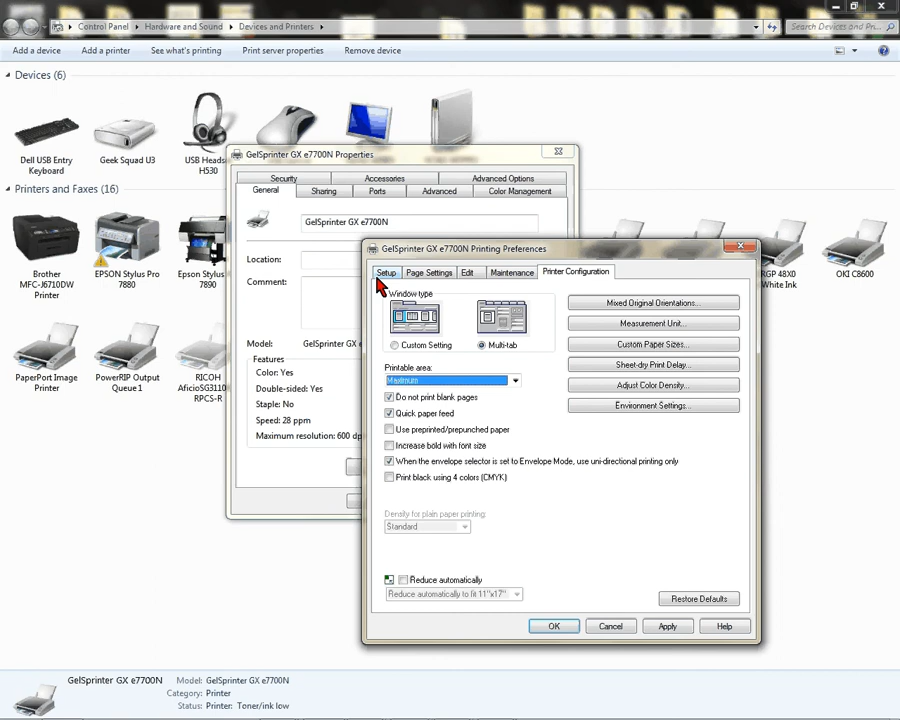 Control Panel ▸ Hardware and Sound ▸ Devices and Printers ▸
Search Devices and Pri...
Add a device
Add a printer
See what's printing
Print server properties
Remove device
Devices (6)
Dell USB Entry
Keyboard
Geek Squad U3
USB Heads
H530
Printers and Faxes (16)
Brother
MFC-J6710DW
Printer
EPSON Stylus Pro
7880
Epson Stylus
7890
RGP 48X0
White Ink
OKI C8600
PaperPort Image
Printer
PowerRIP Output
Queue 1
RICOH
AficioSG3110
RPCS-R
GelSprinter GX e7700N Properties
Security
Accessories
Advanced Options
General
Sharing
Ports
Advanced
Color Management
GelSprinter GX e7700N
Location:
Comment:
Model:
GelSprinter GX e
Features
Color: Yes
Double-sided: Yes
Staple: No
Speed: 28 ppm
Maximum resolution: 600 dp
GelSprinter GX e7700N Printing Preferences
Setup
Page Settings
Edit
Maintenance
Printer Configuration
Window type
Custom Setting
Multi-tab
Printable area:
Maximum
Do not print blank pages
Quick paper feed
Use preprinted/prepunched paper
Increase bold with font size
When the envelope selector is set to Envelope Mode, use uni-directional printing only
Print black using 4 colors (CMYK)
Density for plain paper printing:
Standard
Reduce automatically
Reduce automatically to fit 11"x17"
Mixed Original Orientations...
Measurement Unit...
Custom Paper Sizes...
Sheet-dry Print Delay...
Adjust Color Density...
Environment Settings...
Restore Defaults
OK
Cancel
Apply
Help
GelSprinter GX e7700N
Model: GelSprinter GX e7700N
Category: Printer
Status: Printer: Toner/ink low